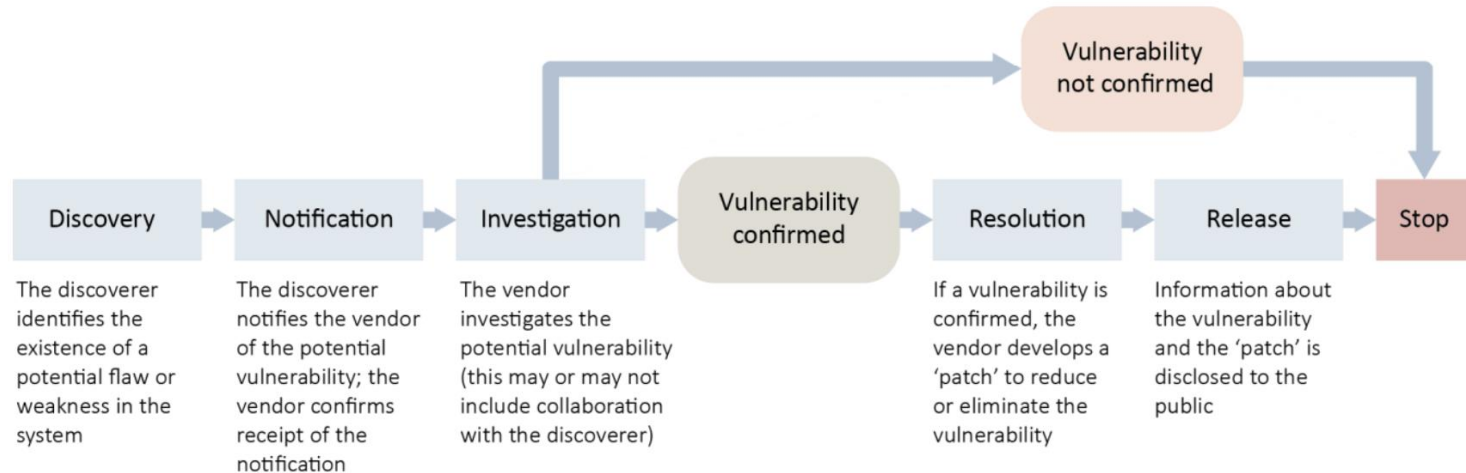 Vulnerability
not confirmed
Discovery
Notification
Investigation
Vulnerability
confirmed
Resolution
Release
Stop
The discoverer
identifies the
existence of a
potential flaw or
weakness in the
system
The discoverer
notifies the vendor
of the potential
vulnerability; the
vendor confirms
receipt of the
notification
The vendor
investigates the
potential vulnerability
(this may or may not
include collaboration
with the discoverer)
If a vulnerability is
confirmed, the
vendor develops a
‘patch’ to reduce
or eliminate the
vulnerability
Information about
the vulnerability
and the ‘patch’ is
disclosed to the
public